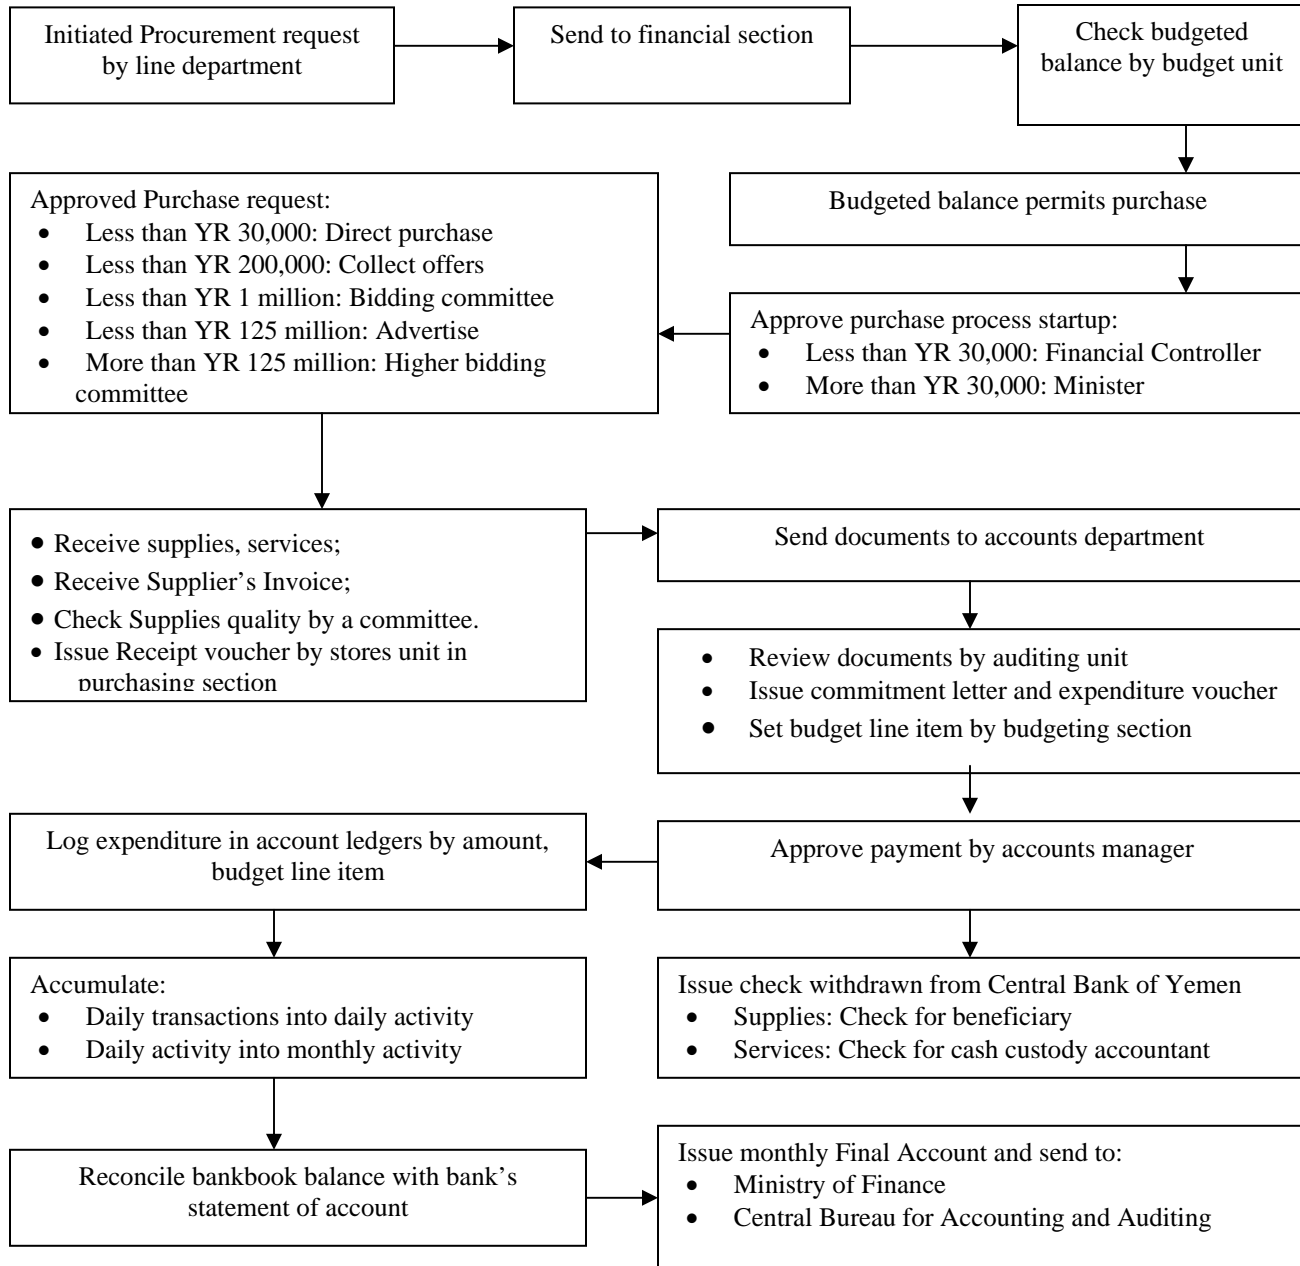 Initiated Procurement request
by line department
Send to financial section
Check budgeted
balance by budget unit
Budgeted balance permits purchase
Approve purchase process startup:
• Less than YR 30,000: Financial Controller
• More than YR 30,000: Minister
Approved Purchase request:
• Less than YR 30,000: Direct purchase
• Less than YR 200,000: Collect offers
• Less than YR 1 million: Bidding committee
• Less than YR 125 million: Advertise
• More than YR 125 million: Higher bidding
committee
• Receive supplies, services;
• Receive Supplier’s Invoice;
• Check Supplies quality by a committee.
• Issue Receipt voucher by stores unit in
purchasing section
Send documents to accounts department
• Review documents by auditing unit
• Issue commitment letter and expenditure voucher
• Set budget line item by budgeting section
Approve payment by accounts manager
Log expenditure in account ledgers by amount,
budget line item
Issue check withdrawn from Central Bank of Yemen
• Supplies: Check for beneficiary
• Services: Check for cash custody accountant
Accumulate:
• Daily transactions into daily activity
• Daily activity into monthly activity
Reconcile bankbook balance with bank’s
statement of account
Issue monthly Final Account and send to:
• Ministry of Finance
• Central Bureau for Accounting and Auditing